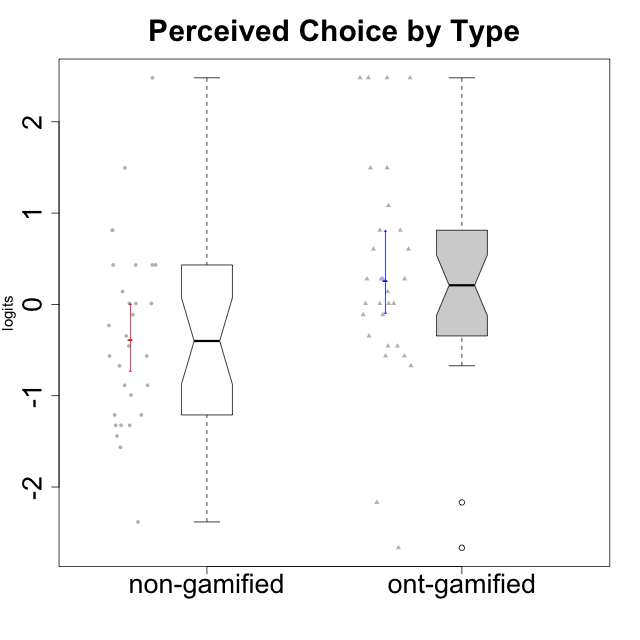 Perceived Choice by Type
logits
2
1
0
-1
-2
non-gamified
ont-gamified